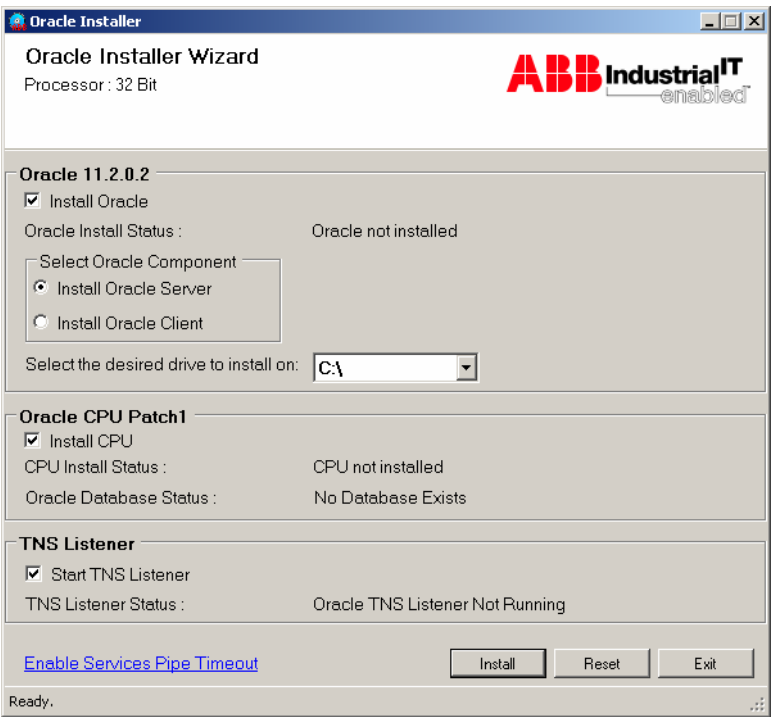 Oracle Installer
Oracle Installer Wizard
Processor : 32 Bit
ABB Industrial IT
enabled™
Oracle 11.2.0.2
Install Oracle
Oracle Install Status : Oracle not installed
Select Oracle Component
Install Oracle Server
Install Oracle Client
Select the desired drive to install on: C:\
Oracle CPU Patch1
Install CPU
CPU Install Status : CPU not installed
Oracle Database Status : No Database Exists
TNS Listener
Start TNS Listener
TNS Listener Status : Oracle TNS Listener Not Running
Enable Services Pipe Timeout Install Reset Exit
Ready.